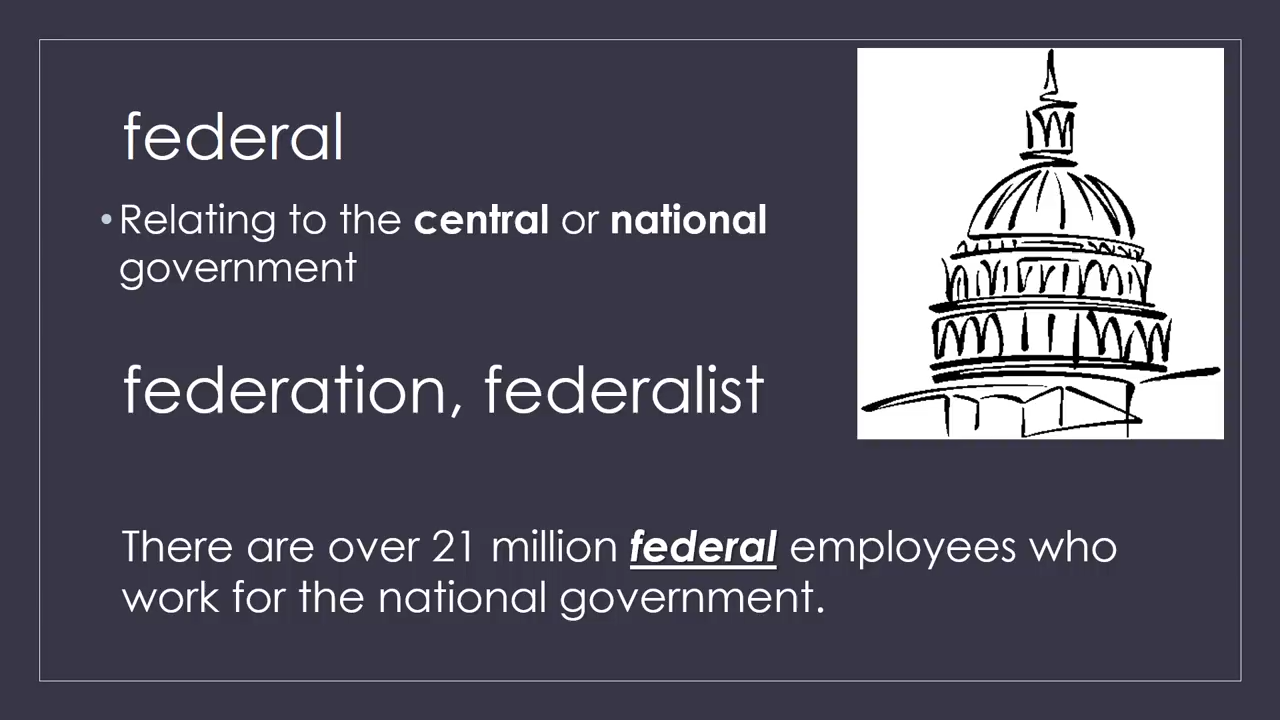 federal
• Relating to the central or national
government
federation, federalist
There are over 21 million federal employees who
work for the national government.